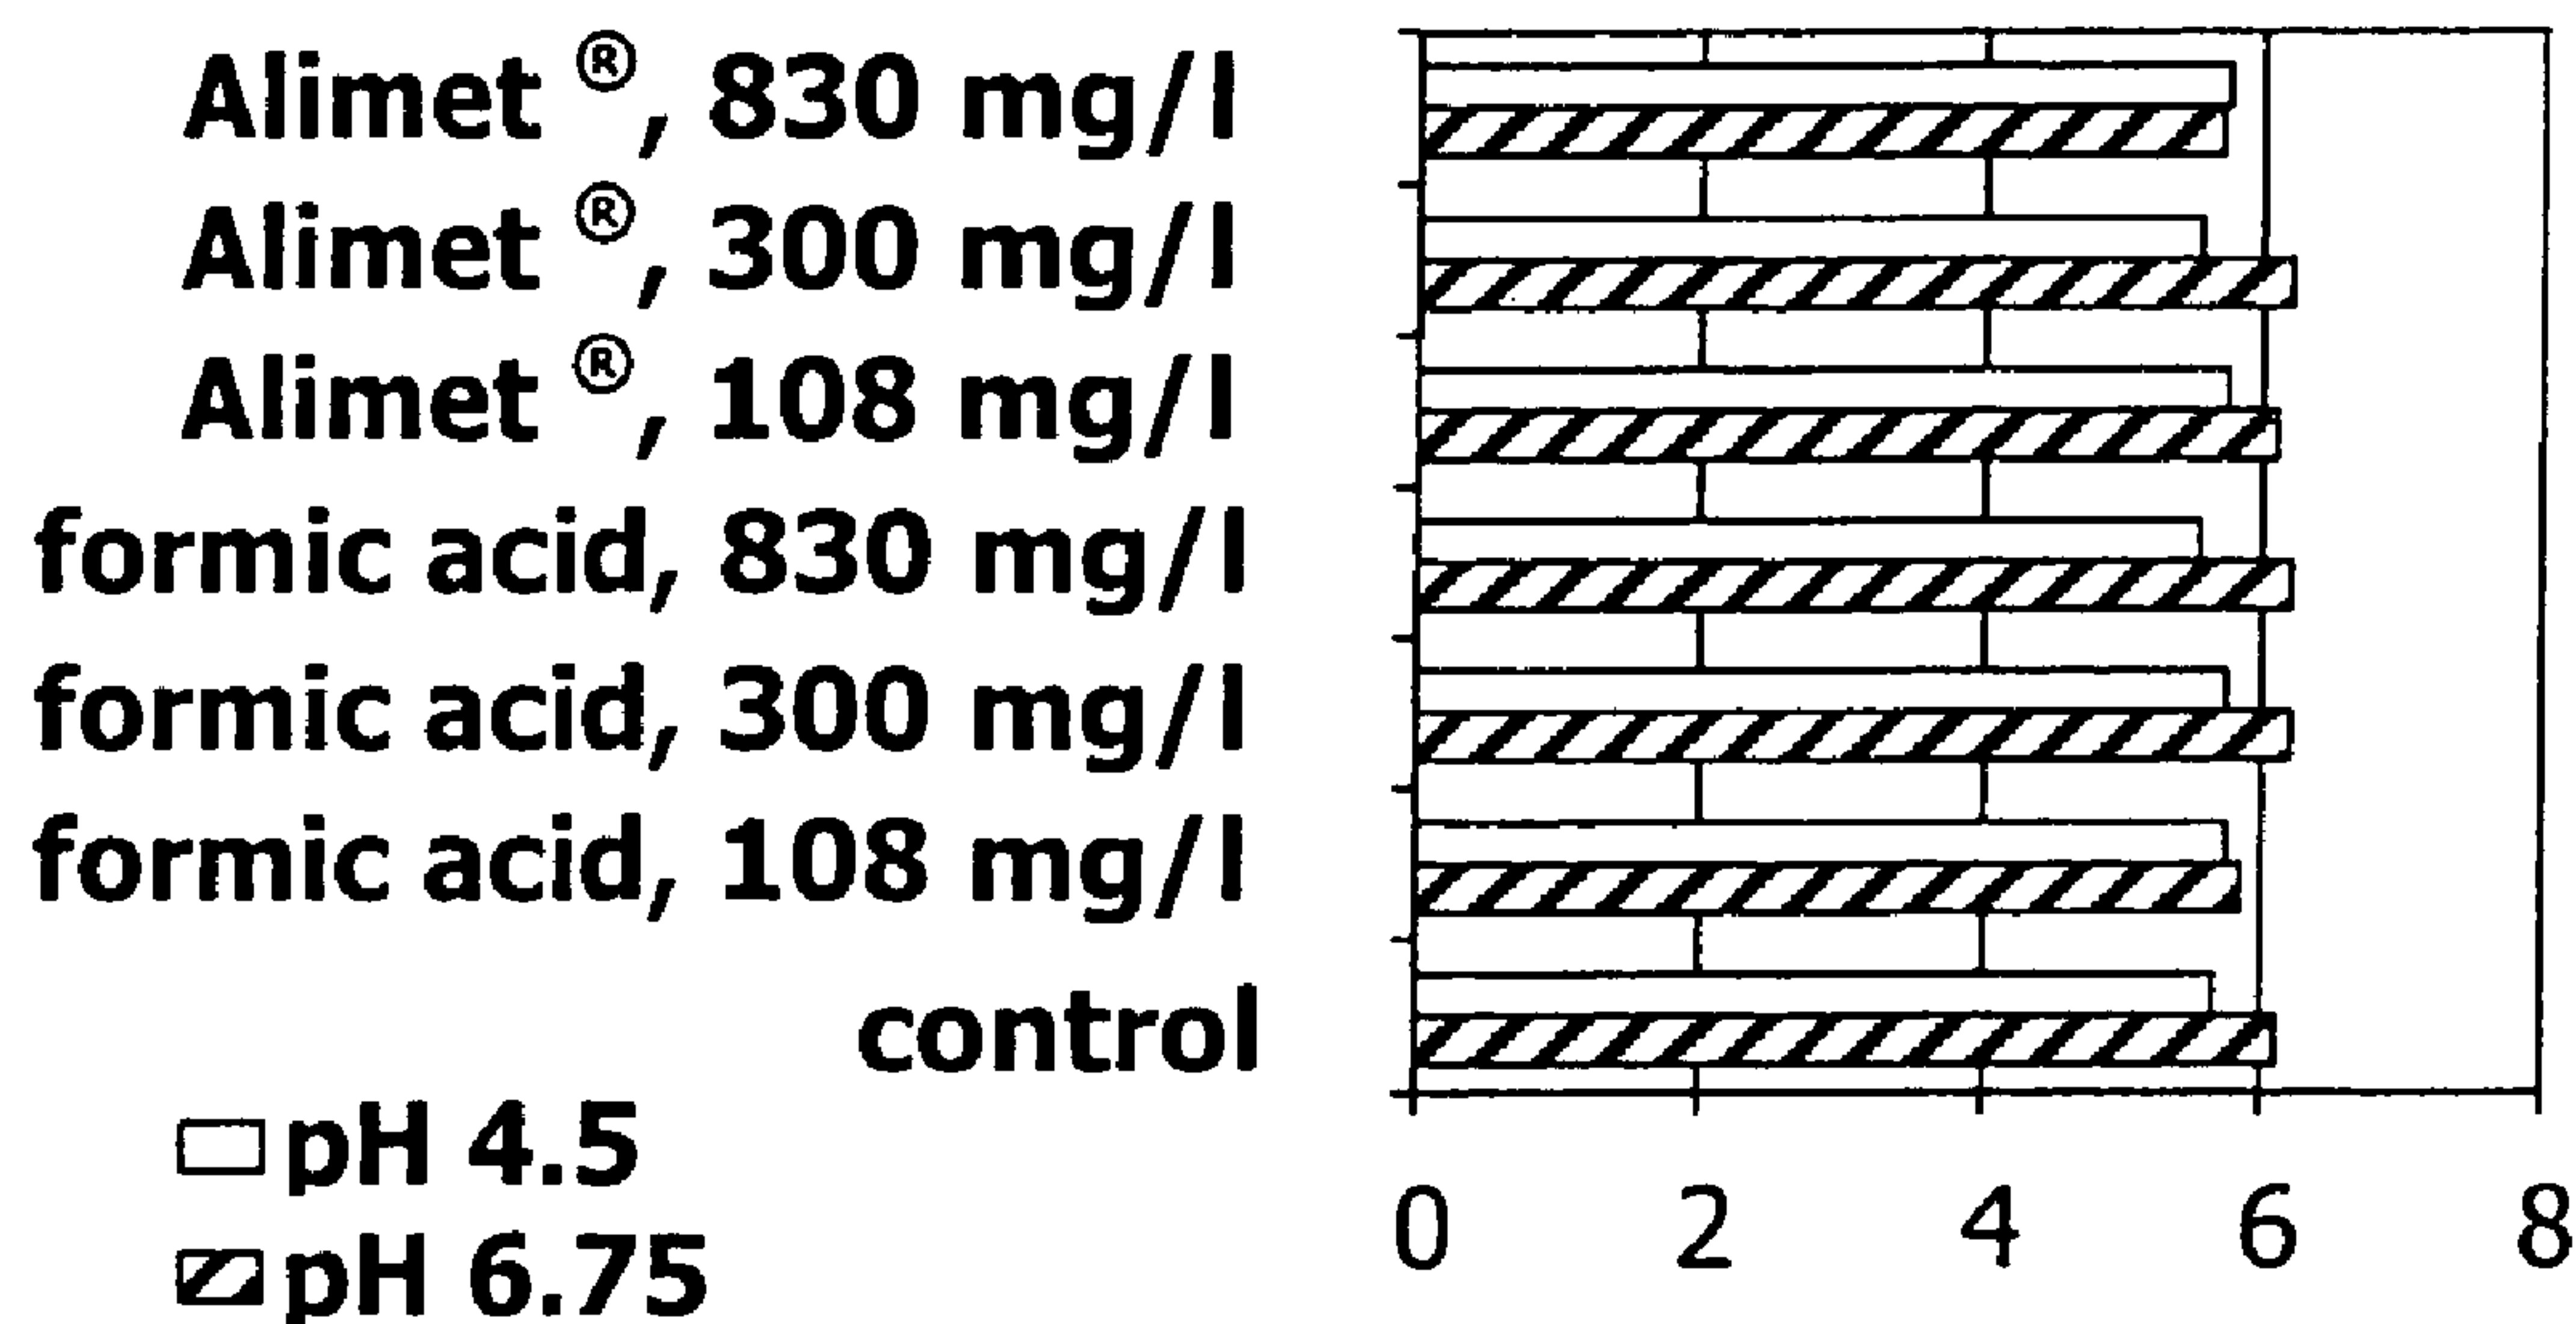 Alimet ®, 830 mg/l
Alimet ®, 300 mg/l
Alimet ®, 108 mg/l
formic acid, 830 mg/l
formic acid, 300 mg/l
formic acid, 108 mg/l
control
pH 4.5
pH 6.75
0 2 4 6 8